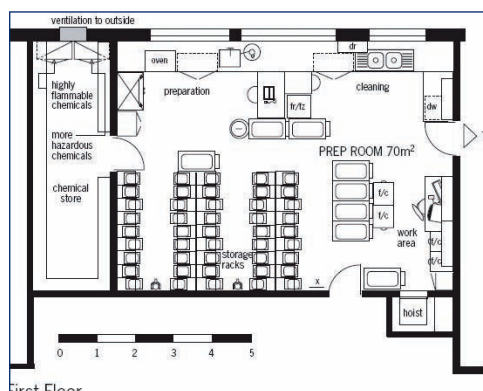 ventilation to outside
dr
oven
highly
flammable
chemicals
preparation
cleaning
fr/fz
dw
more
hazardous
chemicals
PREP ROOM 70m²
chemical
store
f/c
f/c
work
area
storage
racks
(f/c)
(f/c)
x
hoist
0 1 2 3 4 5
First Floor